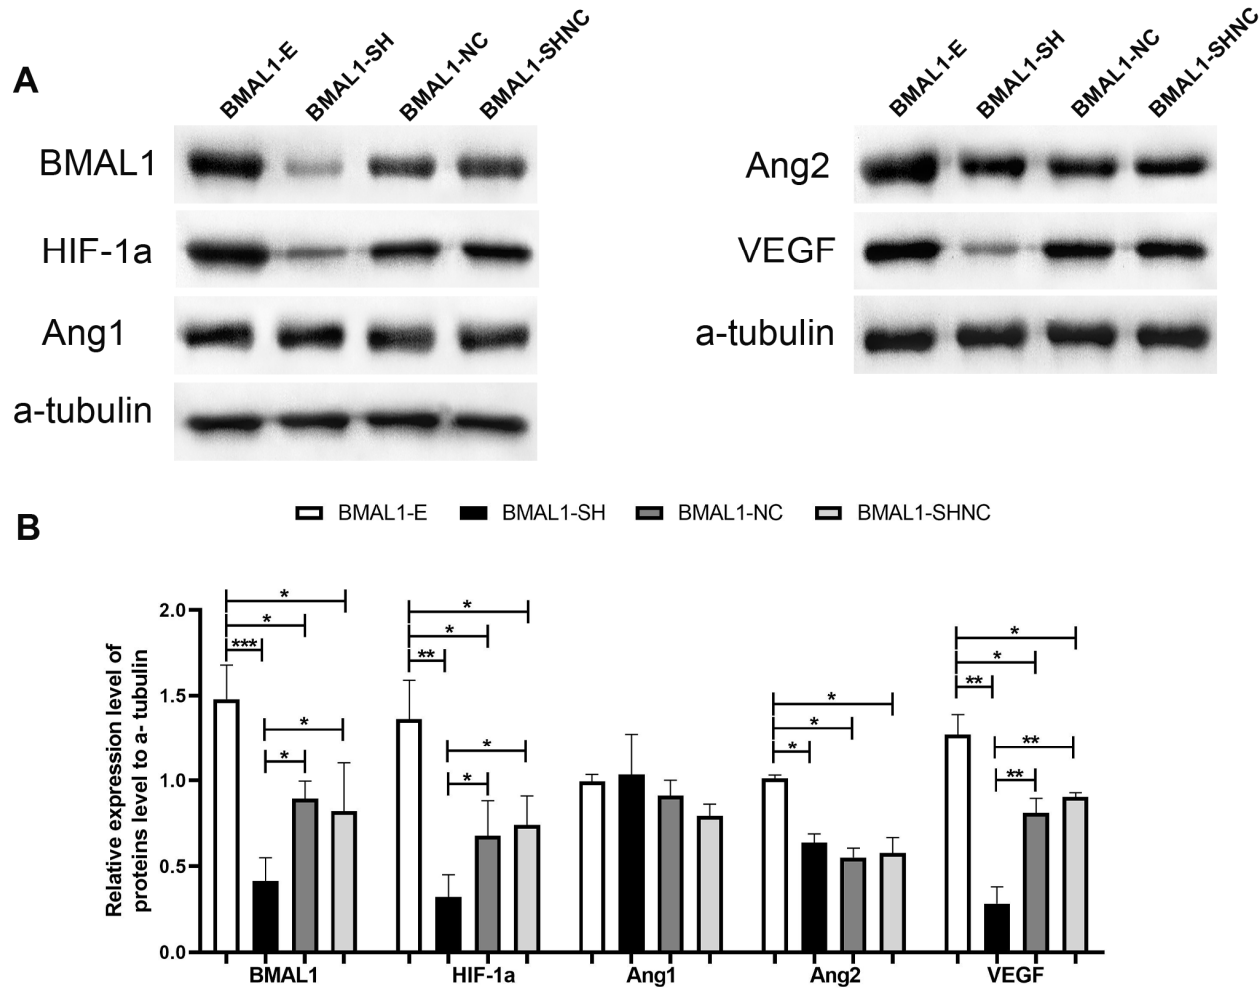 A
BMAL1-E BMAL1-SH BMAL1-NC BMAL1-SHNC
BMAL1
HIF-1a
Ang1
a-tubulin
BMAL1-E BMAL1-SH BMAL1-NC BMAL1-SHNC
Ang2
VEGF
a-tubulin
B
BMAL1-E BMAL1-SH BMAL1-NC BMAL1-SHNC
Relative expression level of
proteins level to a- tubulin
2.0
1.5
1.0
0.5
0.0
*
*
***
*
*
*
*
**
*
*
*
*
*
*
*
**
**
**
BMAL1 HIF-1a Ang1 Ang2 VEGF